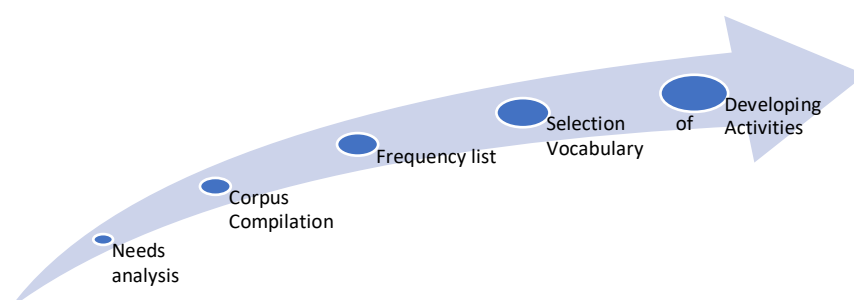 Needs
analysis
Corpus
Compilation
Frequency list
Selection of
Vocabulary
Developing
Activities